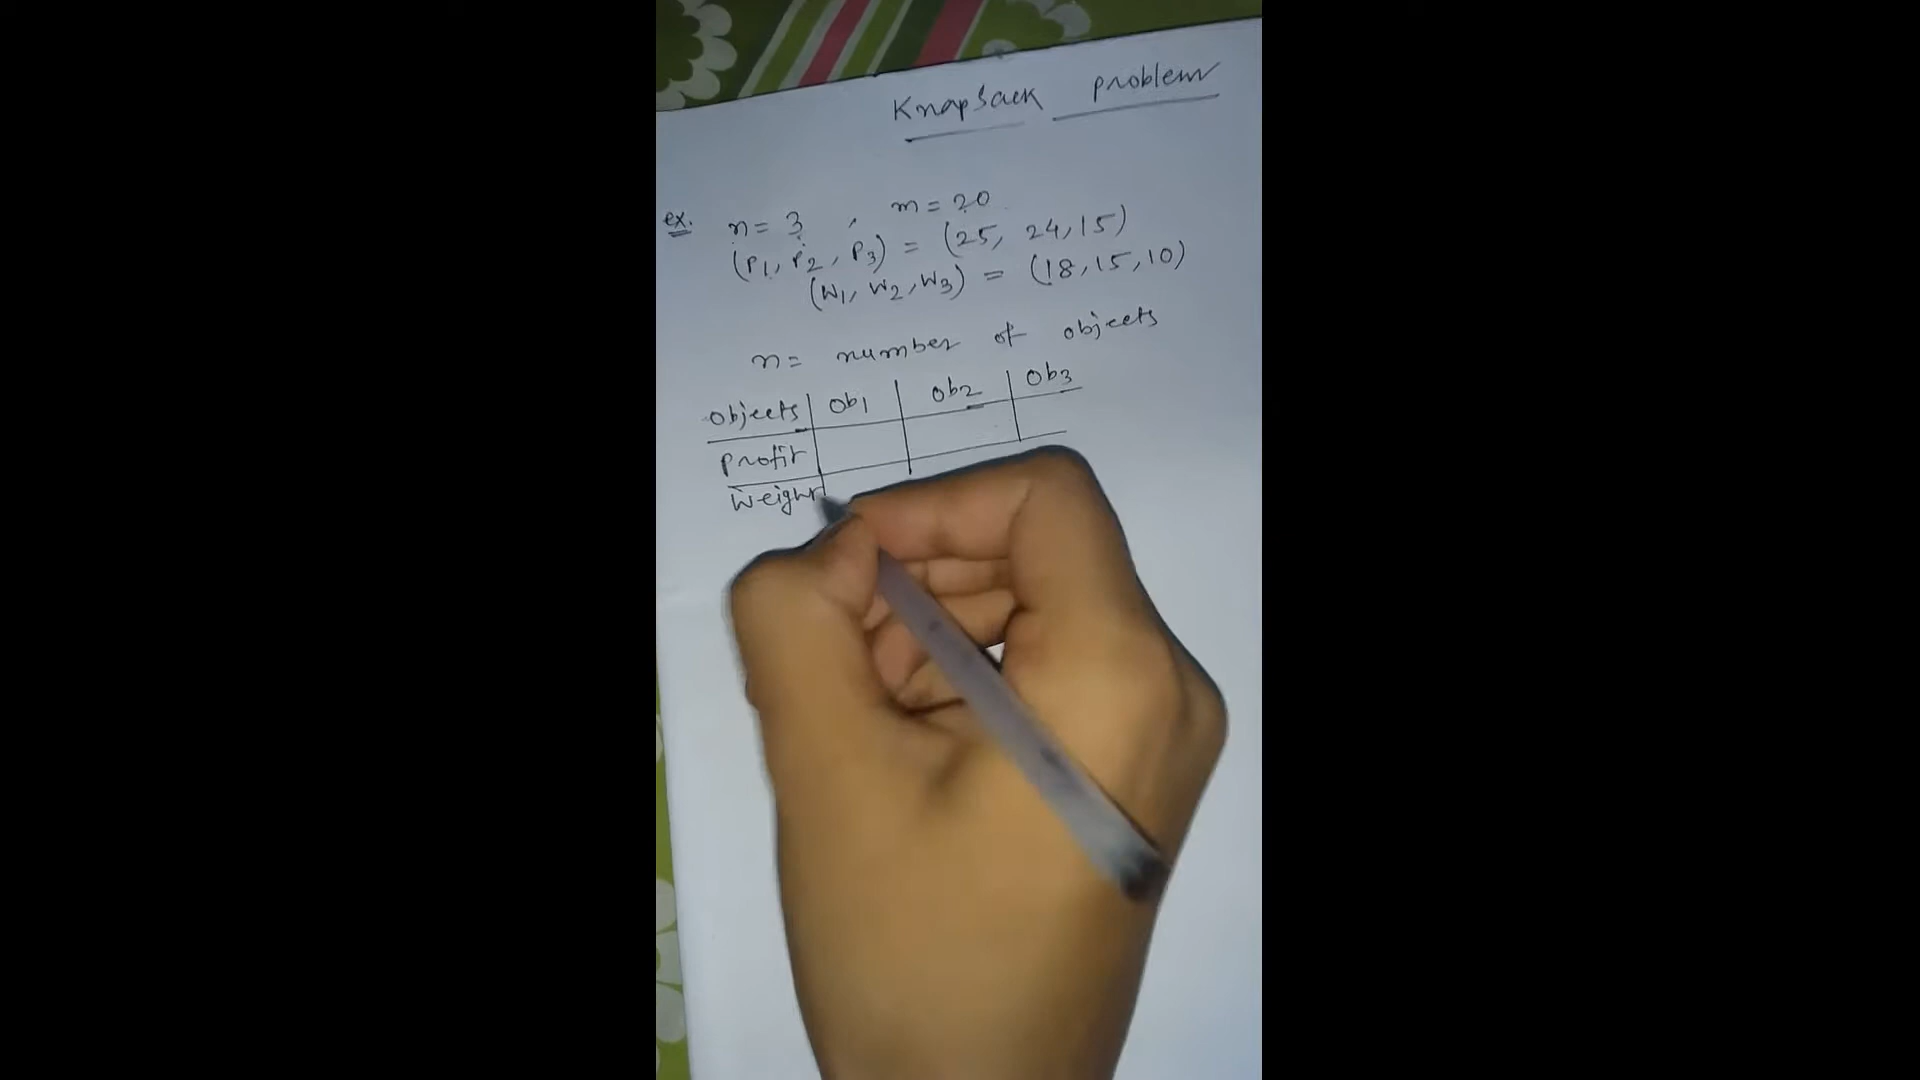 Knapsack problem
ex. n = 3 , m = 20
(P1, P2, P3) = (25, 24, 15)
(W1, W2, W3) = (18, 15, 10)
n = number of objects
Objects Ob1 Ob2 Ob3
Profit
Weight